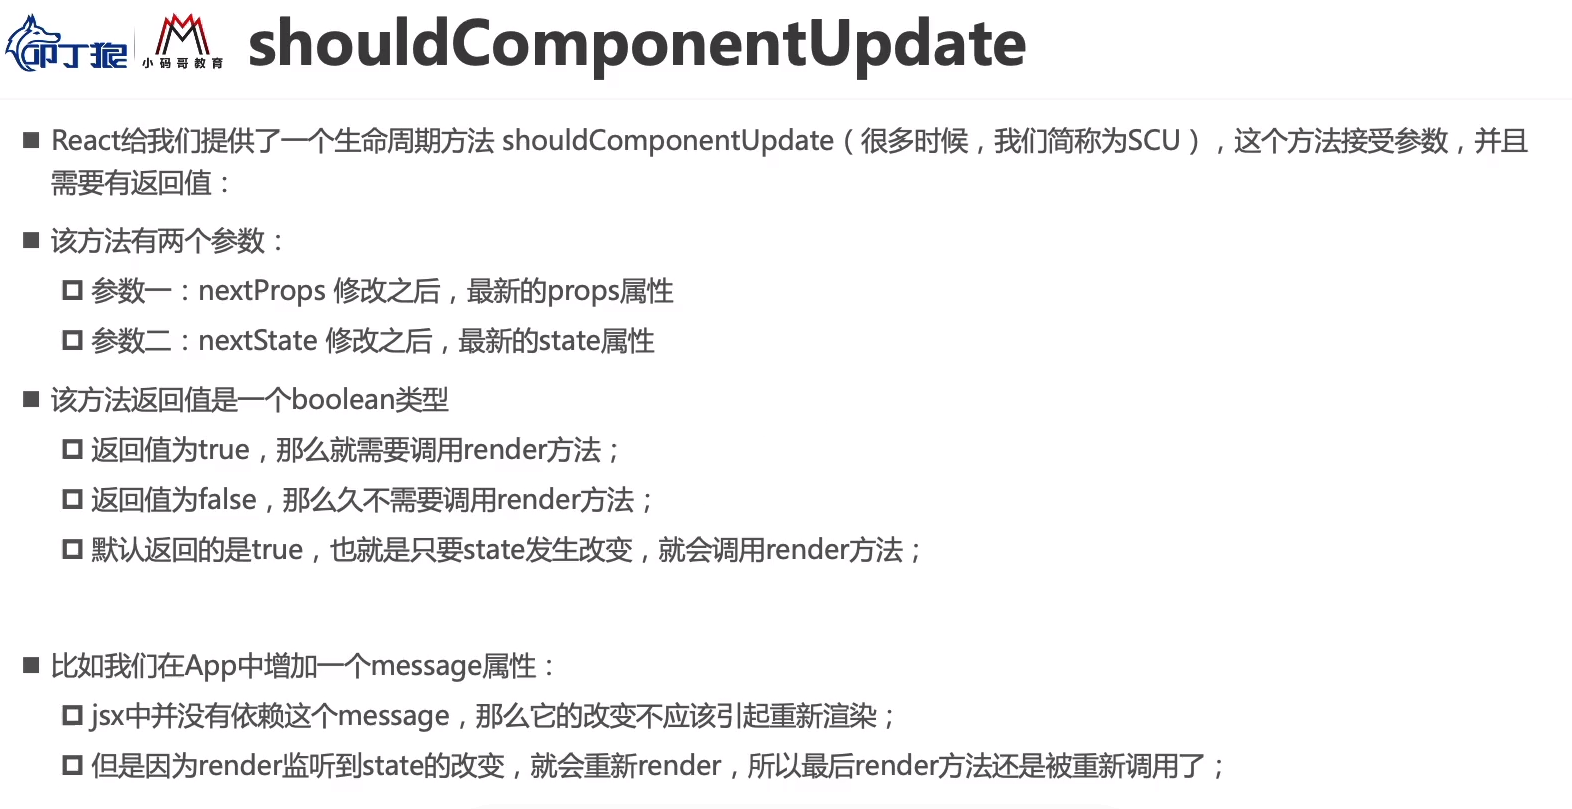 叩丁狼
小码哥教育
shouldComponentUpdate
■ React给我们提供了一个生命周期方法 shouldComponentUpdate（很多时候，我们简称为SCU），这个方法接受参数，并且
需要有返回值：
■ 该方法有两个参数：
参数一：nextProps 修改之后，最新的props属性
参数二：nextState 修改之后，最新的state属性
■ 该方法返回值是一个boolean类型
返回值为true，那么就需要调用render方法；
返回值为false，那么久不需要调用render方法；
默认返回的是true，也就是只要state发生改变，就会调用render方法；
■ 比如我们在App中增加一个message属性：
jsx中并没有依赖这个message，那么它的改变不应该引起重新渲染；
但是因为render监听到state的改变，就会重新render，所以最后render方法还是被重新调用了；